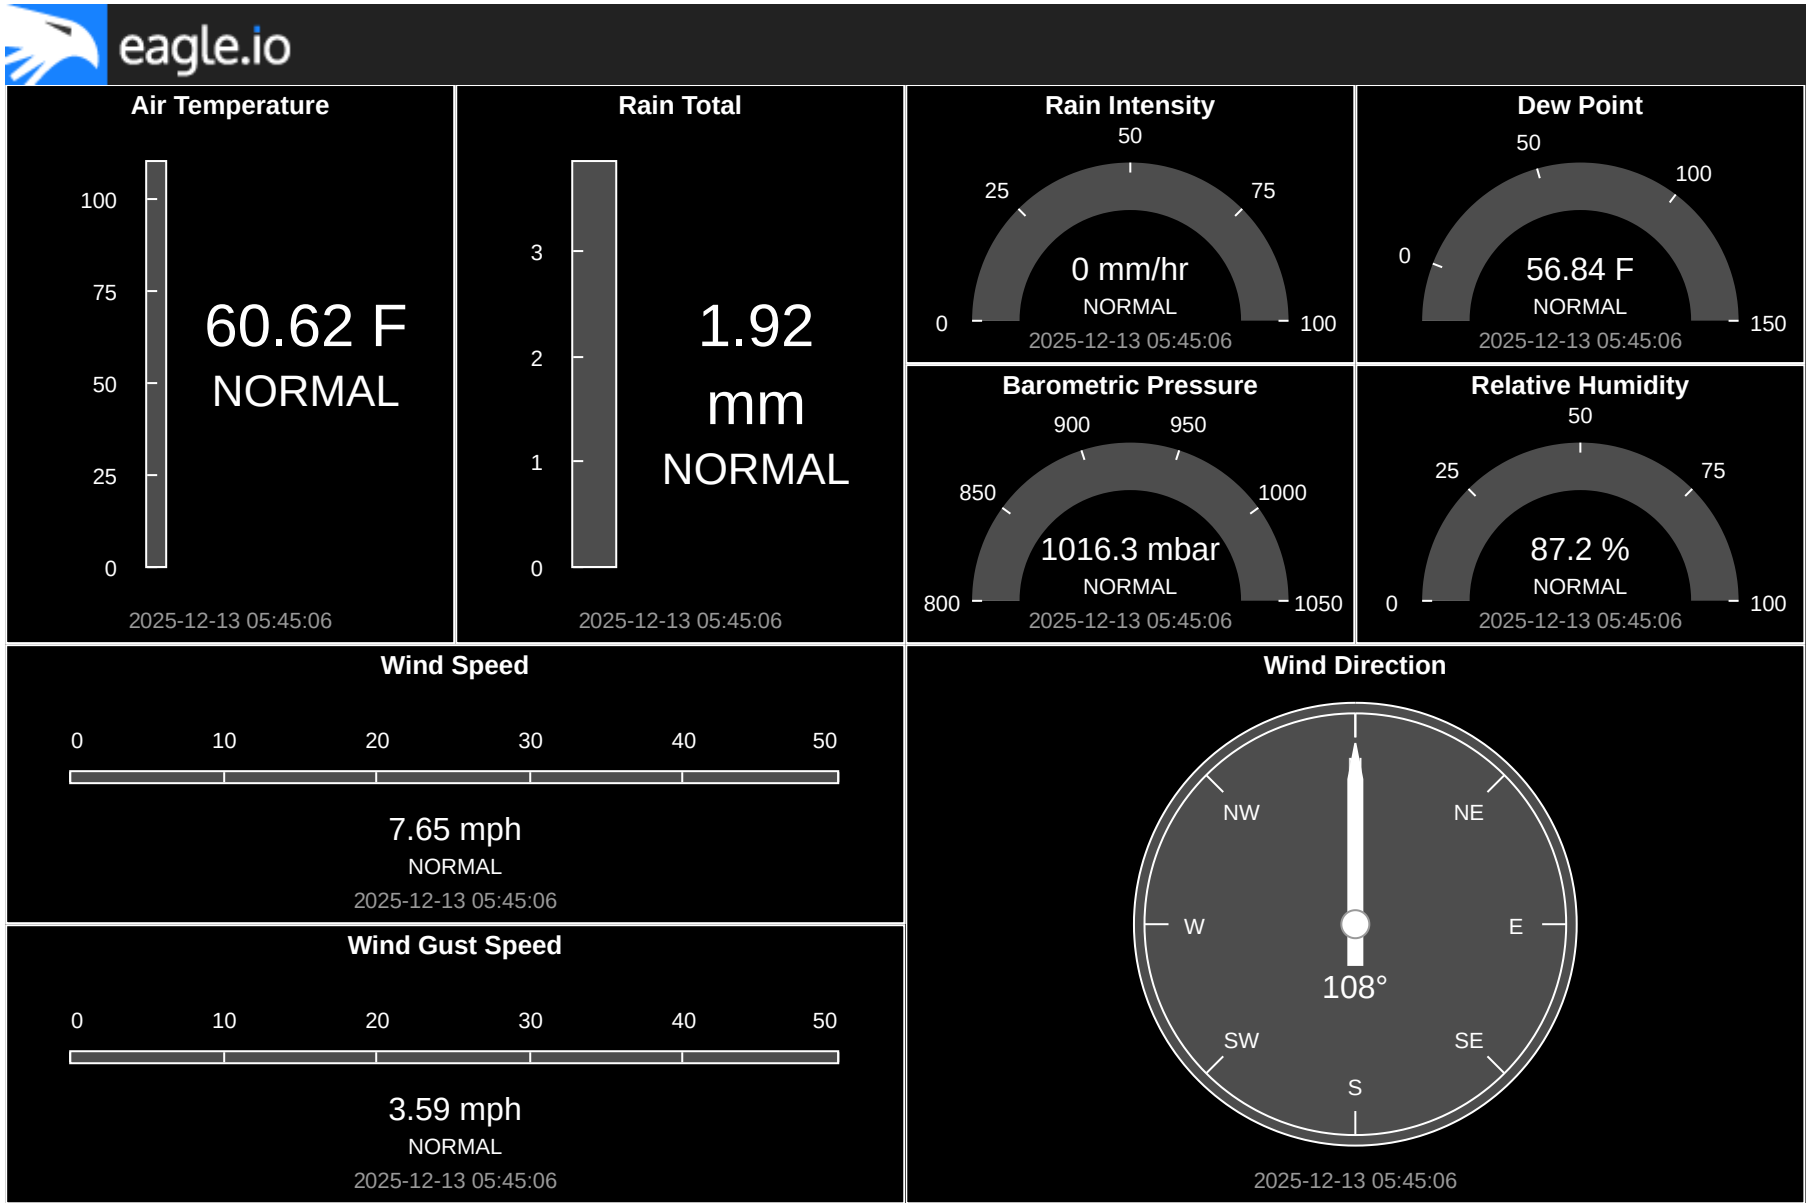 eagle.io
Air Temperature
100
75
50
25
0
60.62 F
NORMAL
2025-12-13 05:45:06
Rain Total
3
2
1
0
1.92
mm
NORMAL
2025-12-13 05:45:06
Rain Intensity
0
25
50
75
100
0 mm/hr
NORMAL
2025-12-13 05:45:06
Dew Point
0
50
100
150
56.84 F
NORMAL
2025-12-13 05:45:06
Barometric Pressure
800
850
900
950
1000
1050
1016.3 mbar
NORMAL
2025-12-13 05:45:06
Relative Humidity
0
25
50
75
100
87.2 %
NORMAL
2025-12-13 05:45:06
Wind Speed
0 10 20 30 40 50
7.65 mph
NORMAL
2025-12-13 05:45:06
Wind Gust Speed
0 10 20 30 40 50
3.59 mph
NORMAL
2025-12-13 05:45:06
Wind Direction
NW NE
W E
108°
SW SE
S
2025-12-13 05:45:06